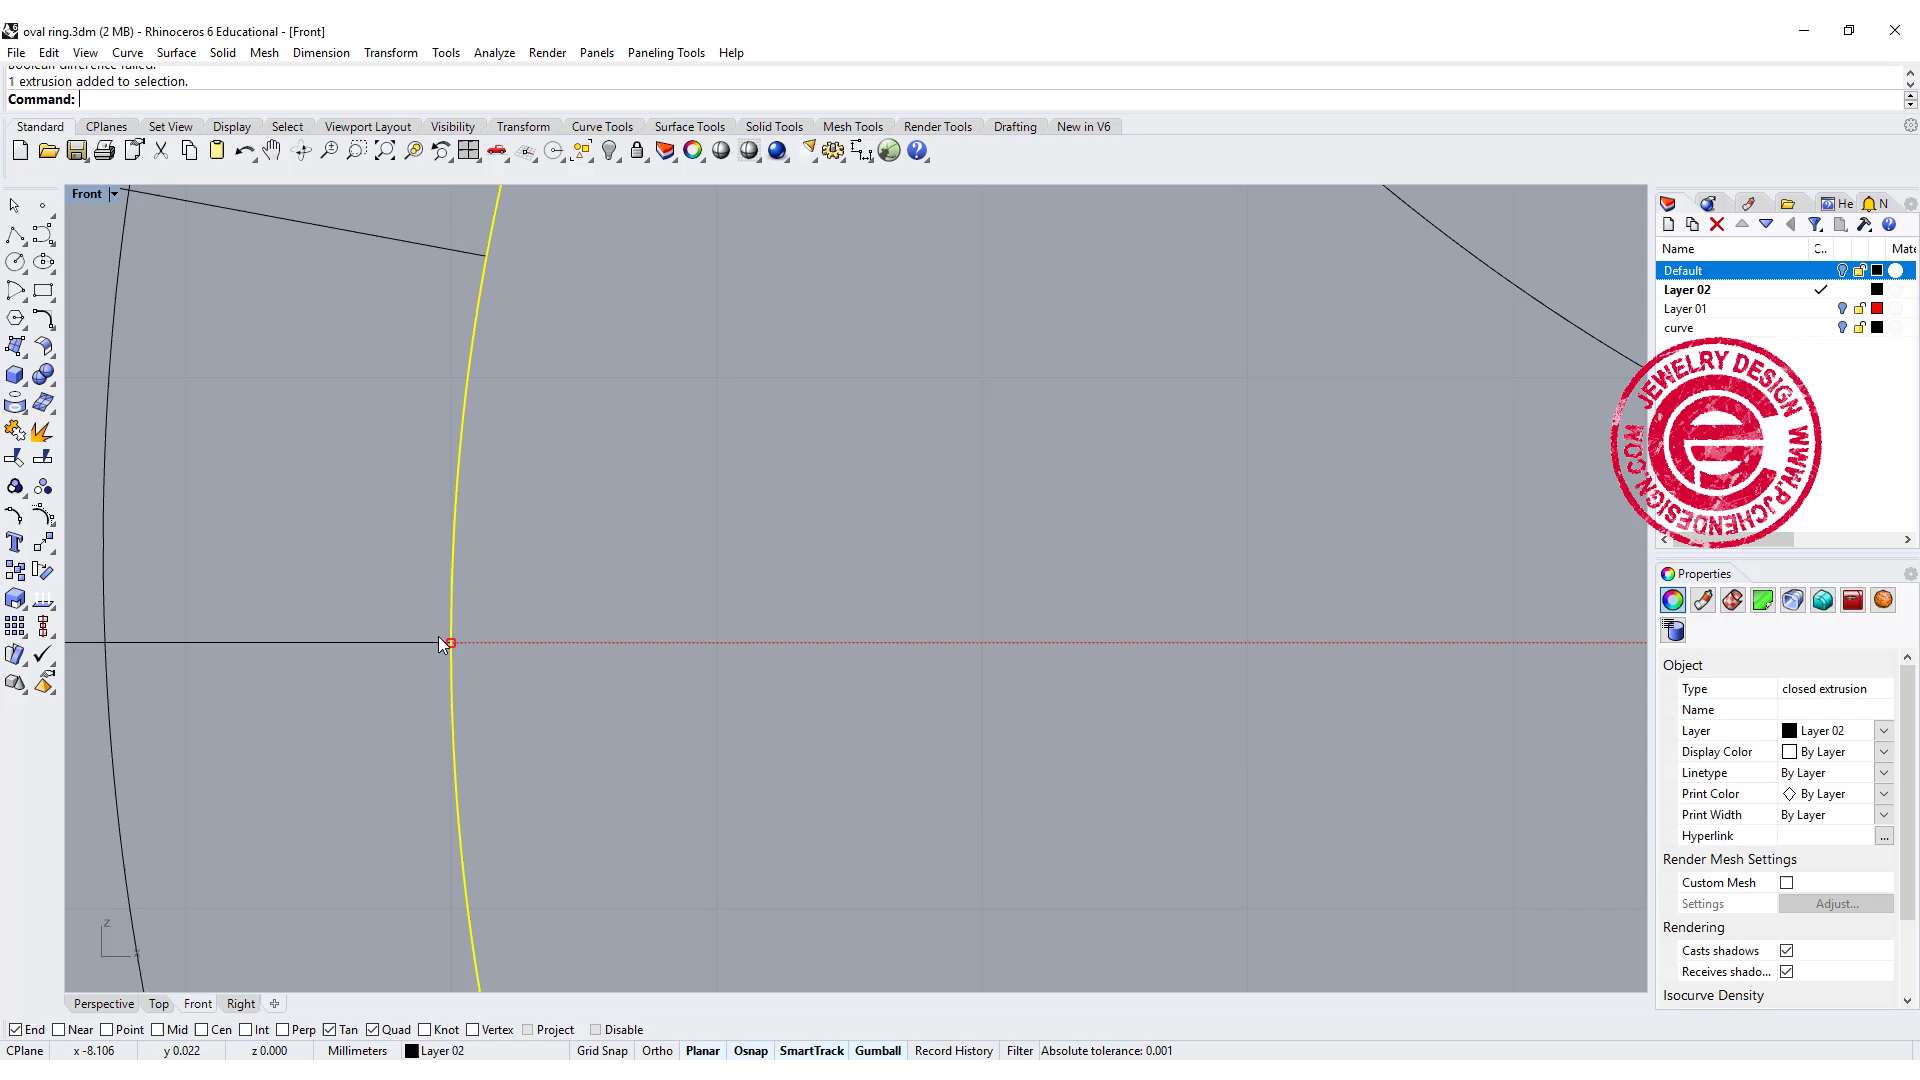 oval ring.3dm (2 MB) - Rhinoceros 6 Educational - [Front]
File Edit View Curve Surface Solid Mesh Dimension Transform Tools Analyze Render Panels Paneling Tools Help
Boolean difference failed.
1 extrusion added to selection.
Command:
Standard CPlanes Set View Display Select Viewport Layout Visibility Transform Curve Tools Surface Tools Solid Tools Mesh Tools Render Tools Drafting New in V6
Front
He N
Name C.. Mate
Default
Layer 02
Layer 01
curve
JEWELRY DESIGN WWW.PJCHENDESIGN.COM
Properties
Object
Type closed extrusion
Name
Layer Layer 02
Display Color By Layer
Linetype By Layer
Print Color By Layer
Print Width By Layer
Hyperlink ...
Render Mesh Settings
Custom Mesh
Settings Adjust...
Rendering
Casts shadows
Receives shado...
Isocurve Density
z
x
Perspective Top Front Right
End Near Point Mid Cen Int Perp Tan Quad Knot Vertex Project Disable
CPlane x -8.106 y 0.022 z 0.000 Millimeters Layer 02 Grid Snap Ortho Planar Osnap SmartTrack Gumball Record History Filter Absolute tolerance: 0.001